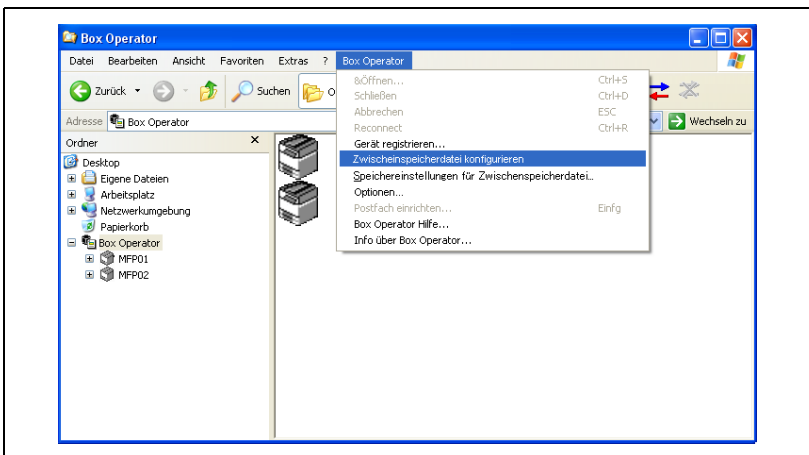 Box Operator
Datei Bearbeiten Ansicht Favoriten Extras ? Box Operator
Zurück Suchen O
Adresse Box Operator Wechseln zu
Ordner x
Desktop
Eigene Dateien
Arbeitsplatz
Netzwerkumgebung
Papierkorb
Box Operator
MFP01
MFP02
&Öffnen... Ctrl+S
Schließen Ctrl+D
Abbrechen ESC
Reconnect Ctrl+R
Gerät registrieren...
Zwischeinspeicherdatei konfigurieren
Speichereinstellungen für Zwischenspeicherdatei..
Optionen...
Postfach einrichten... Einfg
Box Operator Hilfe...
Info über Box Operator...